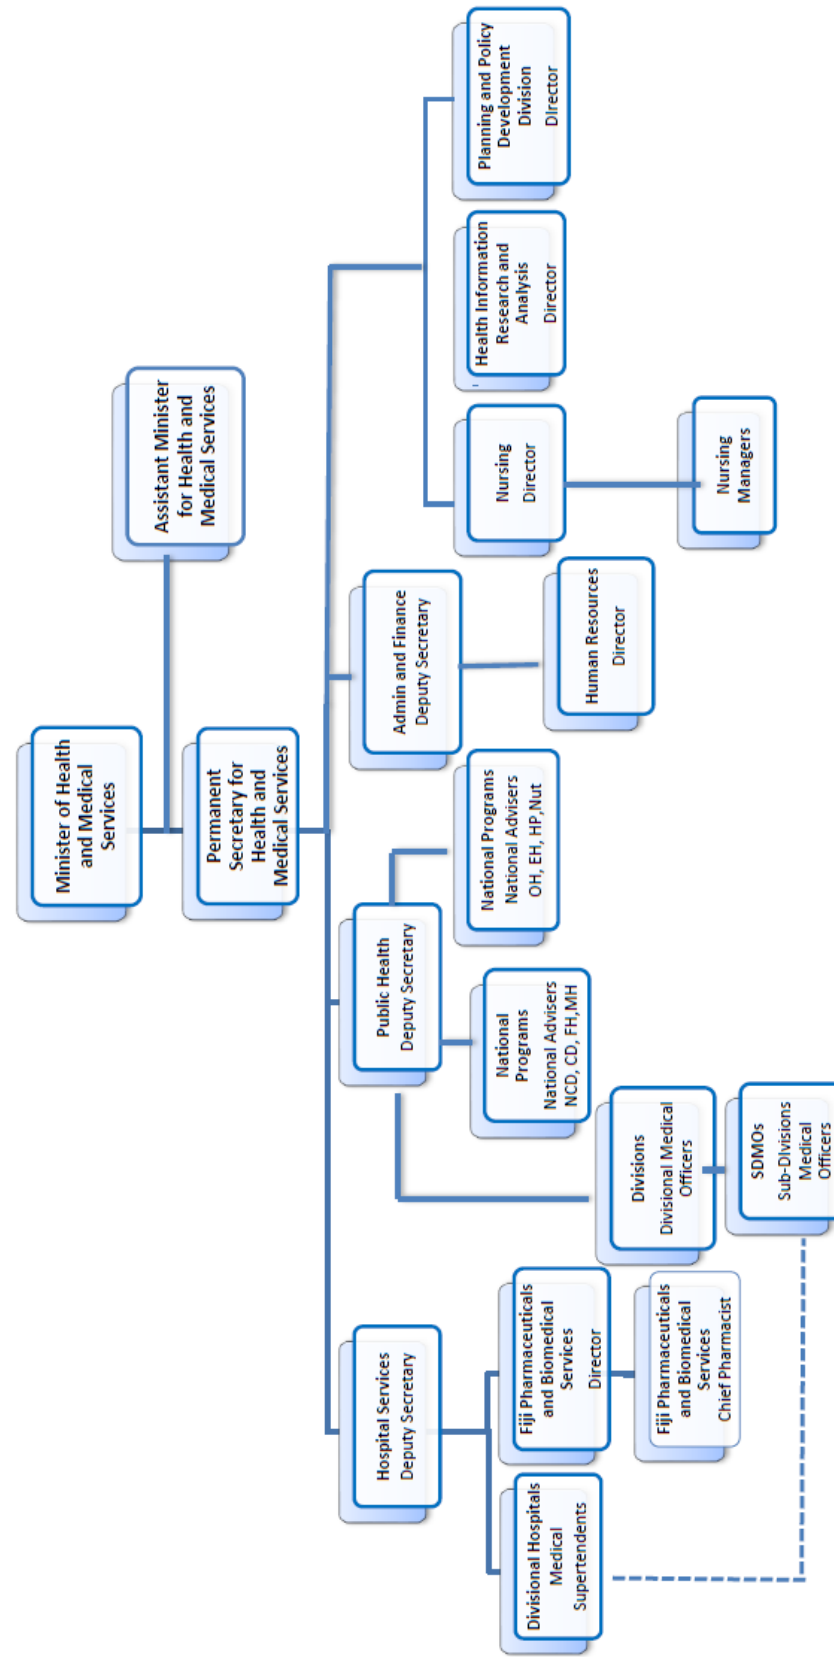 Minister of Health
and Medical
Services
Assistant Minister
for Health and
Medical Services
Permanent
Secretary for
Health and
Medical Services
Hospital Services
Deputy Secretary
Public Health
Deputy Secretary
Admin and Finance
Deputy Secretary
Divisional Hospitals
Medical
Supertendents
Fiji Pharmaceuticals
and Biomedical
Services
Director
Fiji Pharmaceuticals
and Biomedical
Services
Chief Pharmacist
Divisions
Divisional Medical
Officers
SDMOs
Sub-Divisions
Medical
Officers
National
Programs
National Advisers
NCD, CD, FH,MH
National Programs
National Advisers
OH, EH, HP,Nut
Human Resources
Director
Nursing
Director
Nursing
Managers
Health Information
Research and
Analysis
Director
Planning and Policy
Development
Division
Director